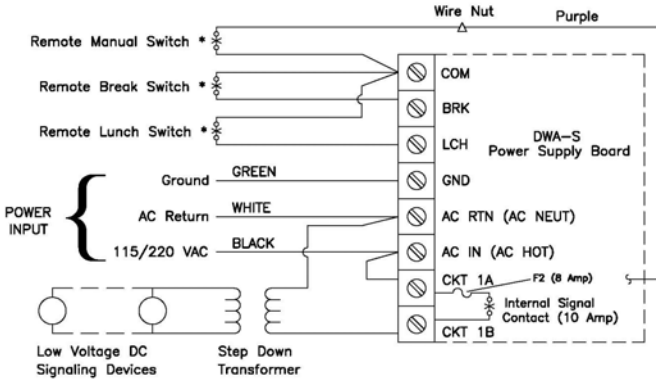 Wire Nut
Purple
Remote Manual Switch *
COM
Remote Break Switch *
BRK
DWA-S
Power Supply Board
Remote Lunch Switch *
LCH
Ground
GREEN
GND
POWER
INPUT
AC Return
WHITE
AC RTN (AC NEUT)
115/220 VAC
BLACK
AC IN (AC HOT)
CKT 1A
F2 (8 Amp)
Internal Signal
Contact (10 Amp)
CKT 1B
Low Voltage DC
Signaling Devices
Step Down
Transformer